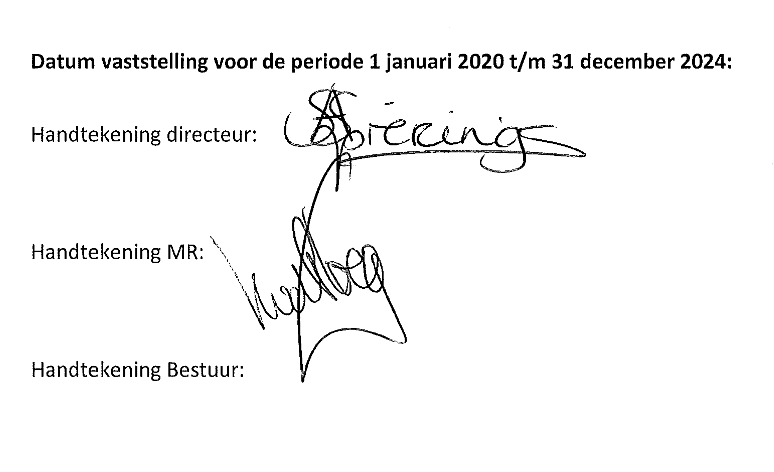 Datum vaststelling voor de periode 1 januari 2020 t/m 31 december 2024:
Handtekening directeur:
Handtekening MR:
Handtekening Bestuur: